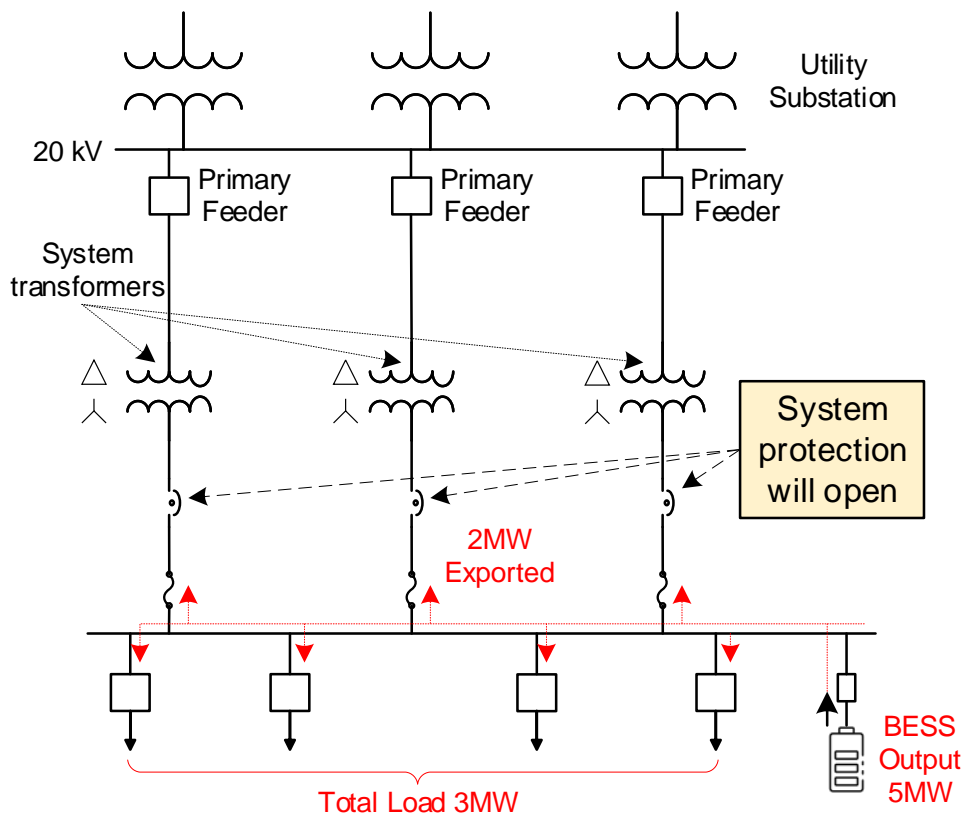 Utility
Substation
20 kV
Primary
Feeder
Primary
Feeder
Primary
Feeder
System
transformers
System
protection
will open
2MW
Exported
BESS
Output
5MW
Total Load 3MW